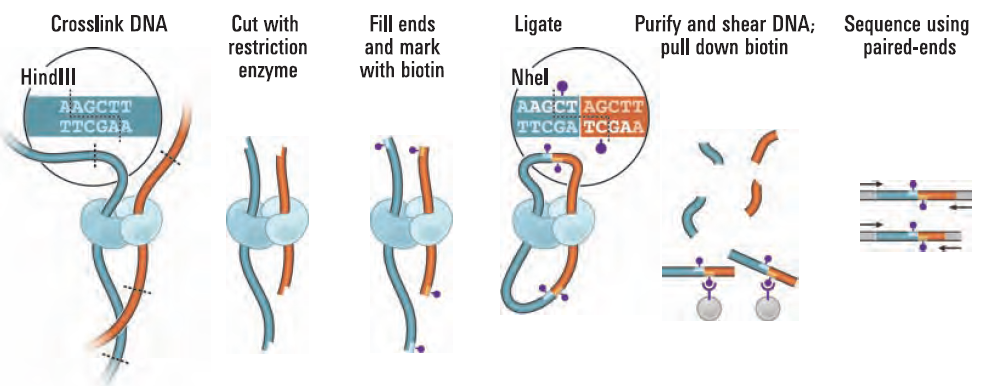 Crosslink DNA
Cut with
restriction
enzyme
Fill ends
and mark
with biotin
Ligate
Purify and shear DNA;
pull down biotin
Sequence using
paired-ends
HindIII
AAGCTT
TTCGAA
NheI
AAGCT AGCTT
TTCGA TCGAA